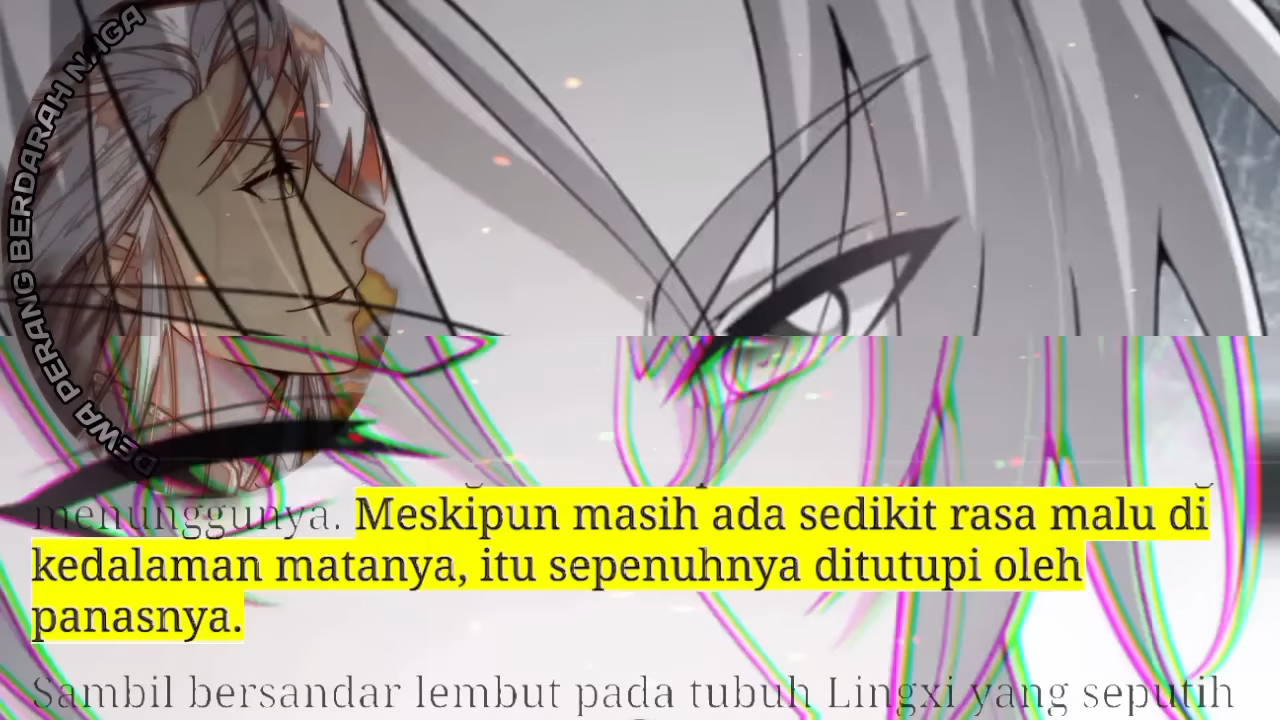 DEWA PERANG BERDARAH NAGA
menunggunya. Meskipun masih ada sedikit rasa malu di
kedalaman matanya, itu sepenuhnya ditutupi oleh
panasnya.
Sambil bersandar lembut pada tubuh Lingxi yang seputih